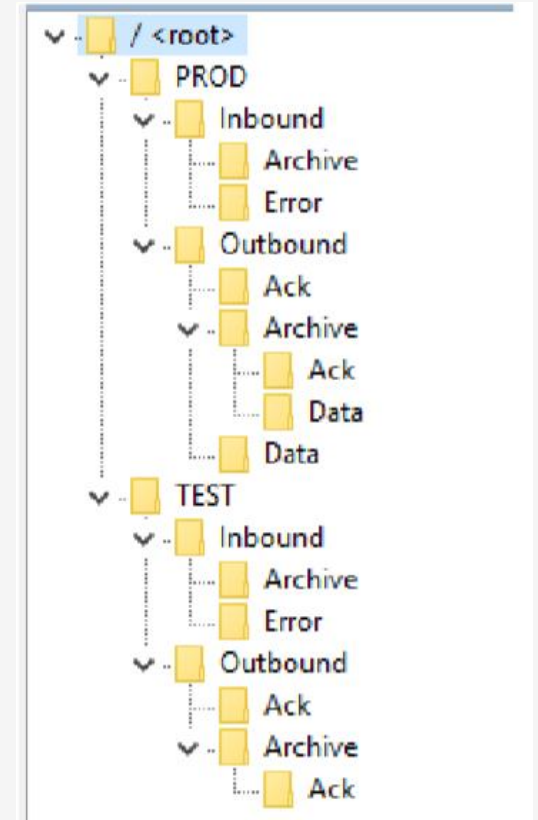 / <root>
PROD
Inbound
Archive
Error
Outbound
Ack
Archive
Ack
Data
Data
TEST
Inbound
Archive
Error
Outbound
Ack
Archive
Ack